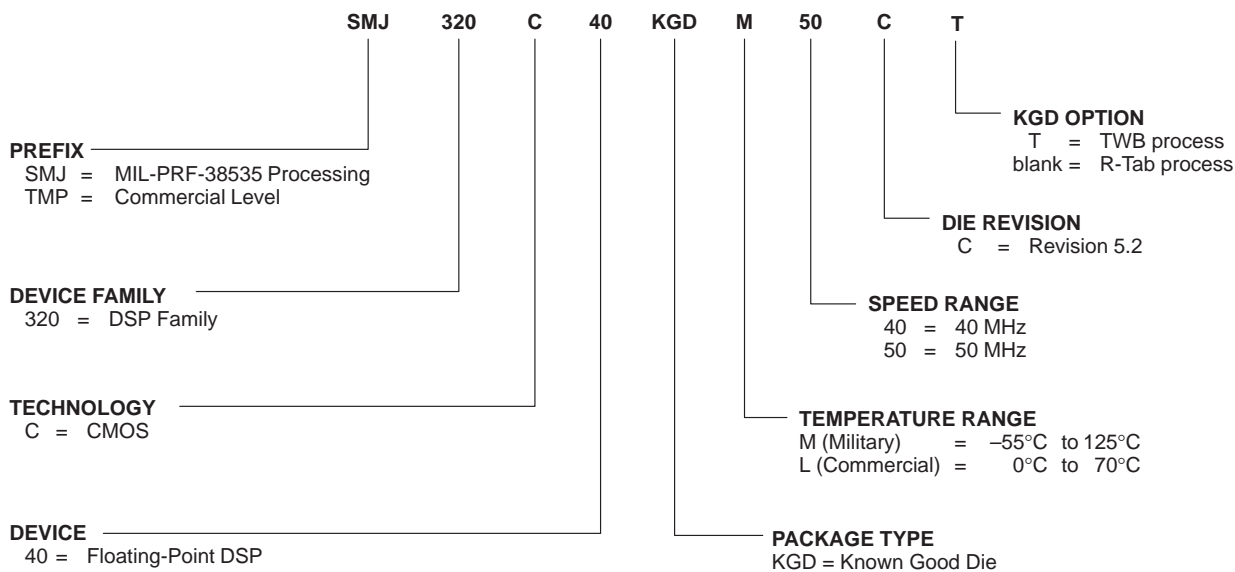 SMJ 320 C 40 KGD M 50 C T
KGD OPTION
T = TWB process
blank = R-Tab process
PREFIX
SMJ = MIL-PRF-38535 Processing
TMP = Commercial Level
DIE REVISION
C = Revision 5.2
DEVICE FAMILY
320 = DSP Family
SPEED RANGE
40 = 40 MHz
50 = 50 MHz
TECHNOLOGY
C = CMOS
TEMPERATURE RANGE
M (Military) = –55°C to 125°C
L (Commercial) = 0°C to 70°C
DEVICE
40 = Floating-Point DSP
PACKAGE TYPE
KGD = Known Good Die